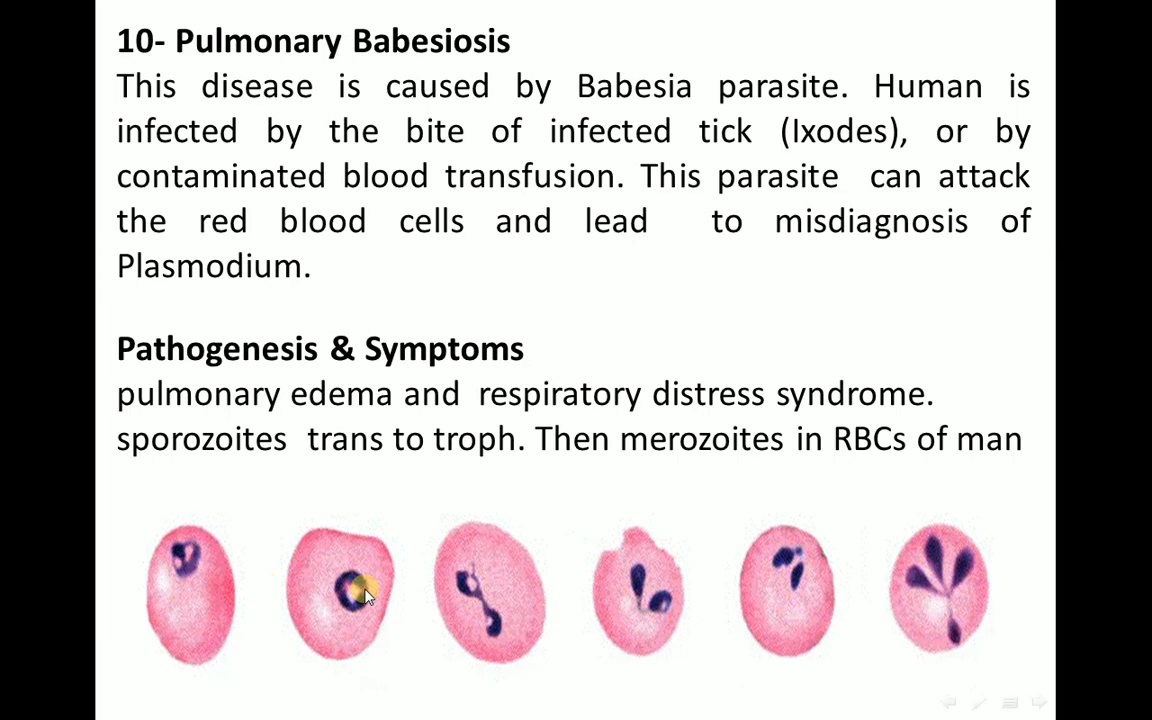 10- Pulmonary Babesiosis
This disease is caused by Babesia parasite. Human is
infected by the bite of infected tick (Ixodes), or by
contaminated blood transfusion. This parasite can attack
the red blood cells and lead to misdiagnosis of
Plasmodium.
Pathogenesis & Symptoms
pulmonary edema and respiratory distress syndrome.
sporozoites trans to troph. Then merozoites in RBCs of man